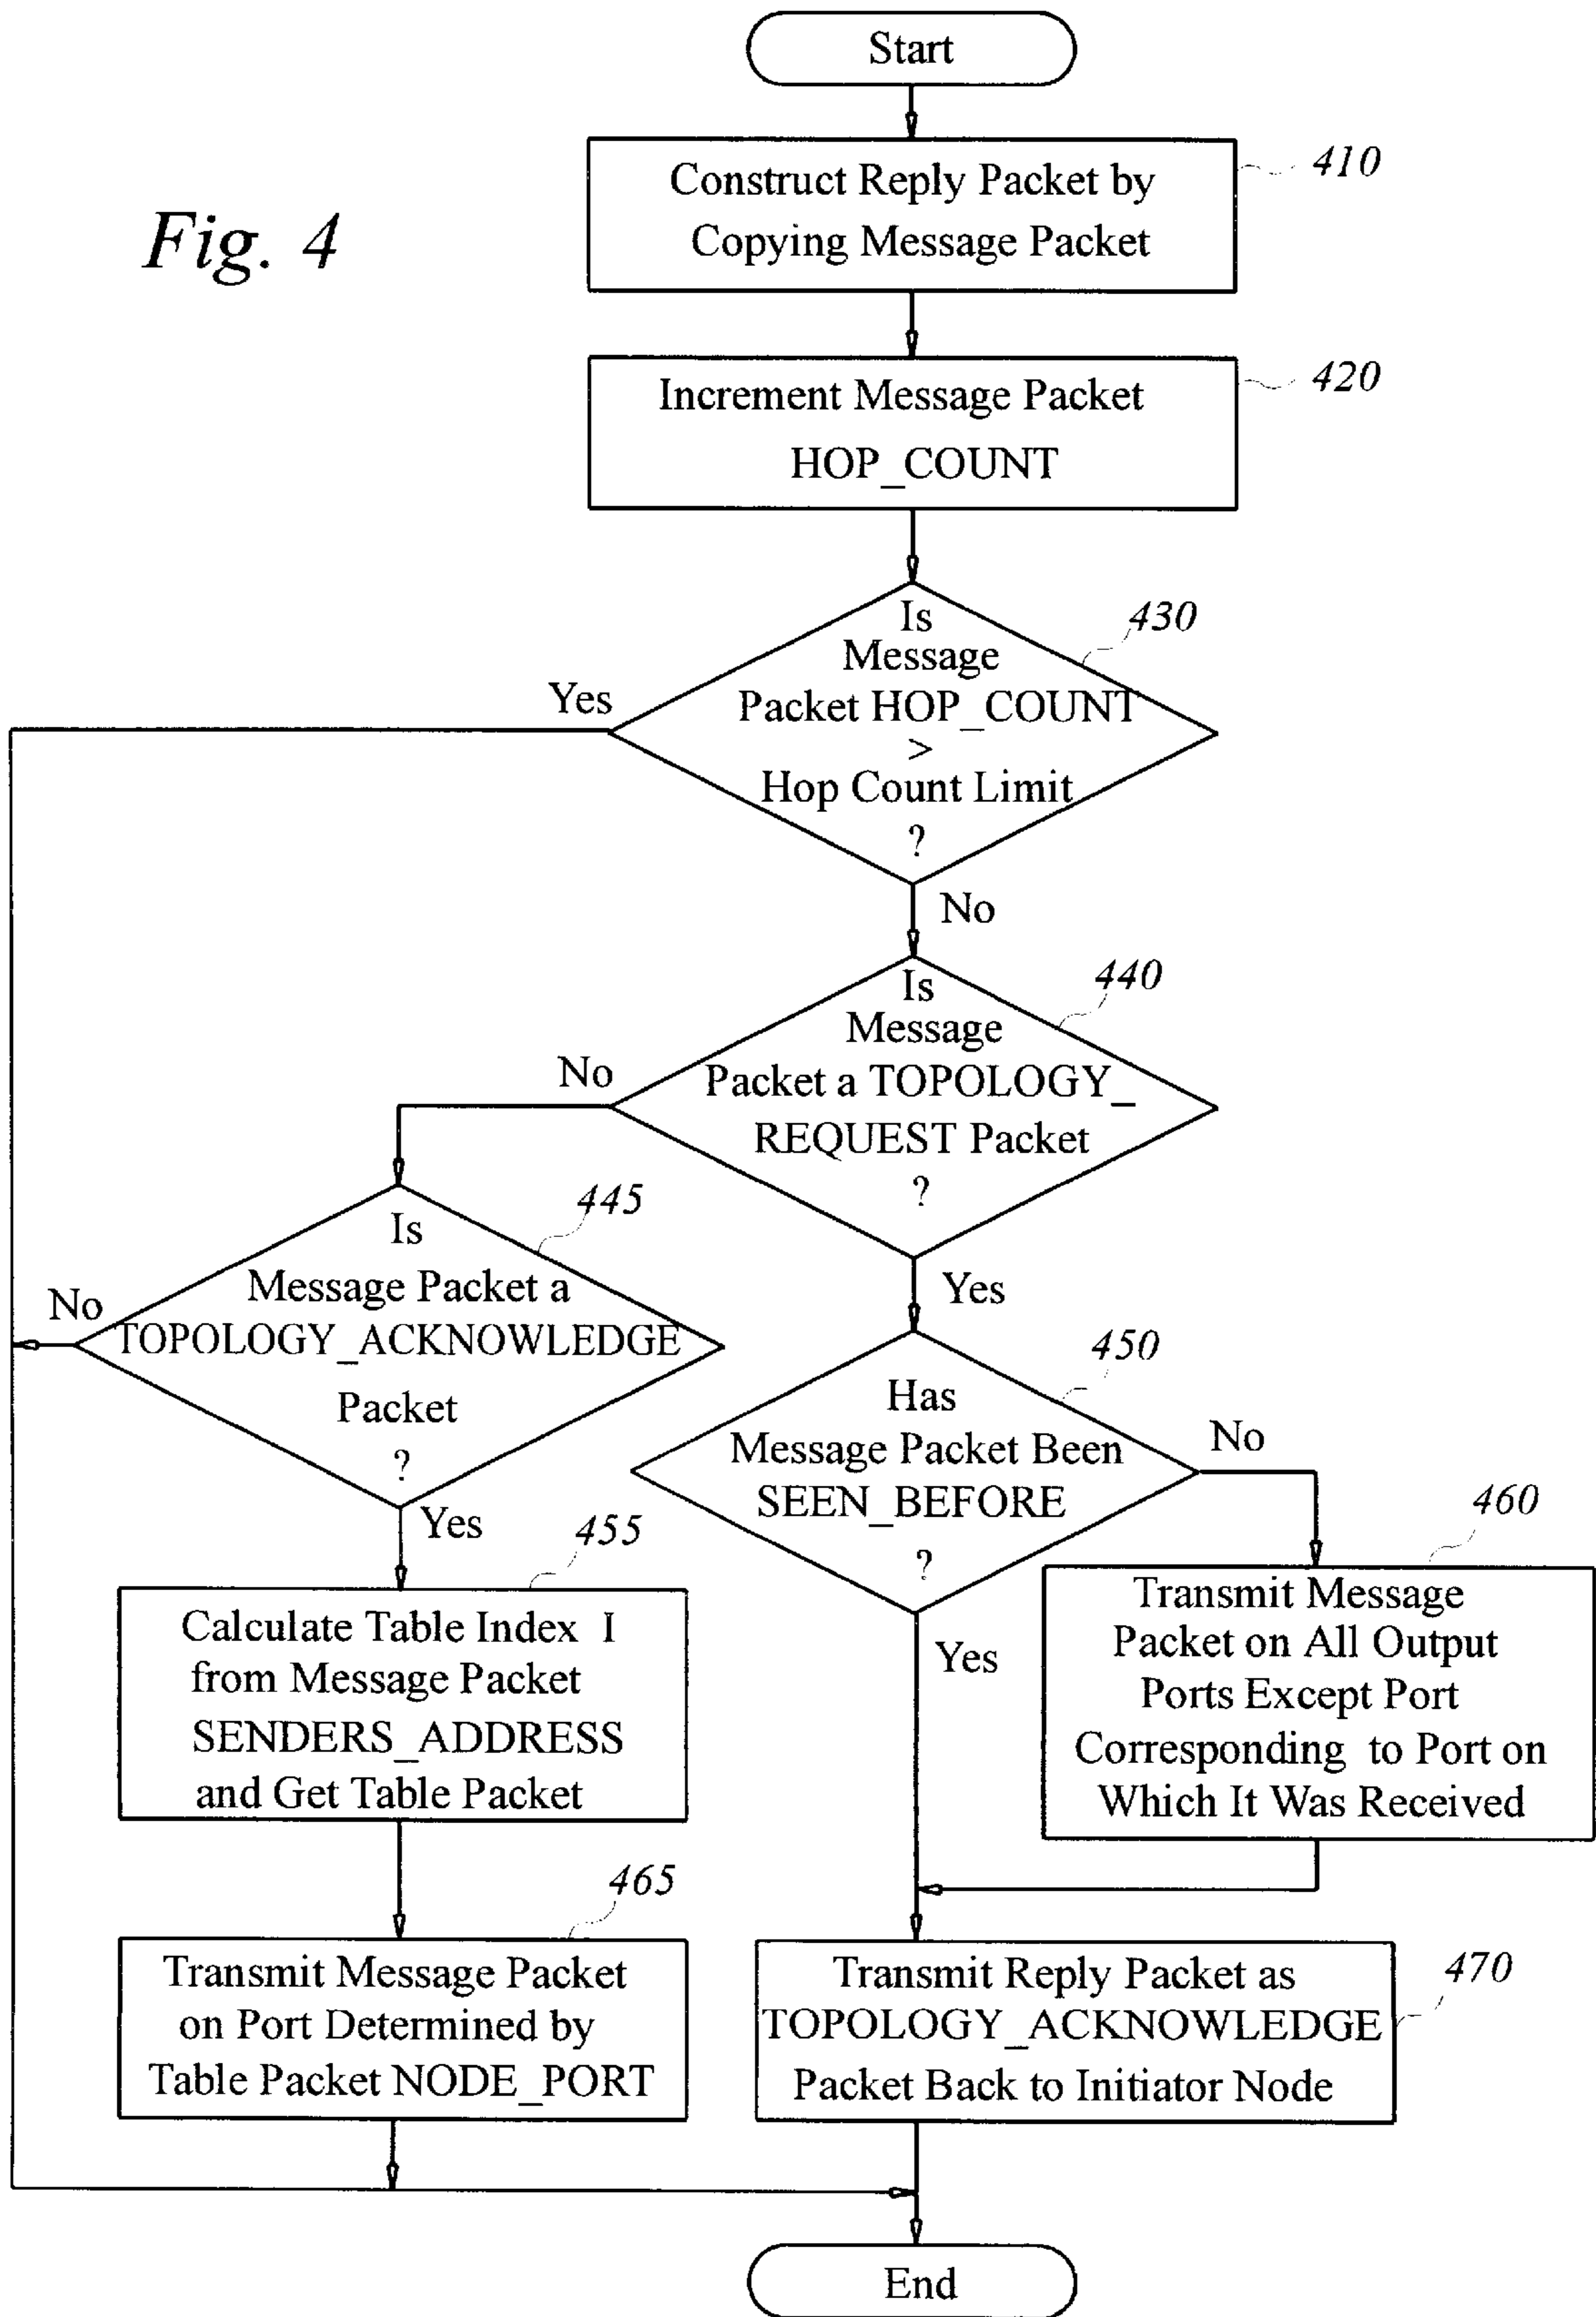 Start
Fig. 4
Construct Reply Packet by
Copying Message Packet
410
Increment Message Packet
HOP_COUNT
420
Is
Message
Packet HOP_COUNT
>
Hop Count Limit
?
430
Yes
No
Is
Message
Packet a TOPOLOGY_
REQUEST Packet
?
440
No
Yes
Is
Message Packet a
TOPOLOGY_ACKNOWLEDGE
Packet
?
445
No
Yes
Has
Message Packet Been
SEEN_BEFORE
?
450
No
Yes
Calculate Table Index I
from Message Packet
SENDERS_ADDRESS
and Get Table Packet
455
Transmit Message
Packet on All Output
Ports Except Port
Corresponding to Port on
Which It Was Received
460
Transmit Message Packet
on Port Determined by
Table Packet NODE_PORT
465
Transmit Reply Packet as
TOPOLOGY_ACKNOWLEDGE
Packet Back to Initiator Node
470
End